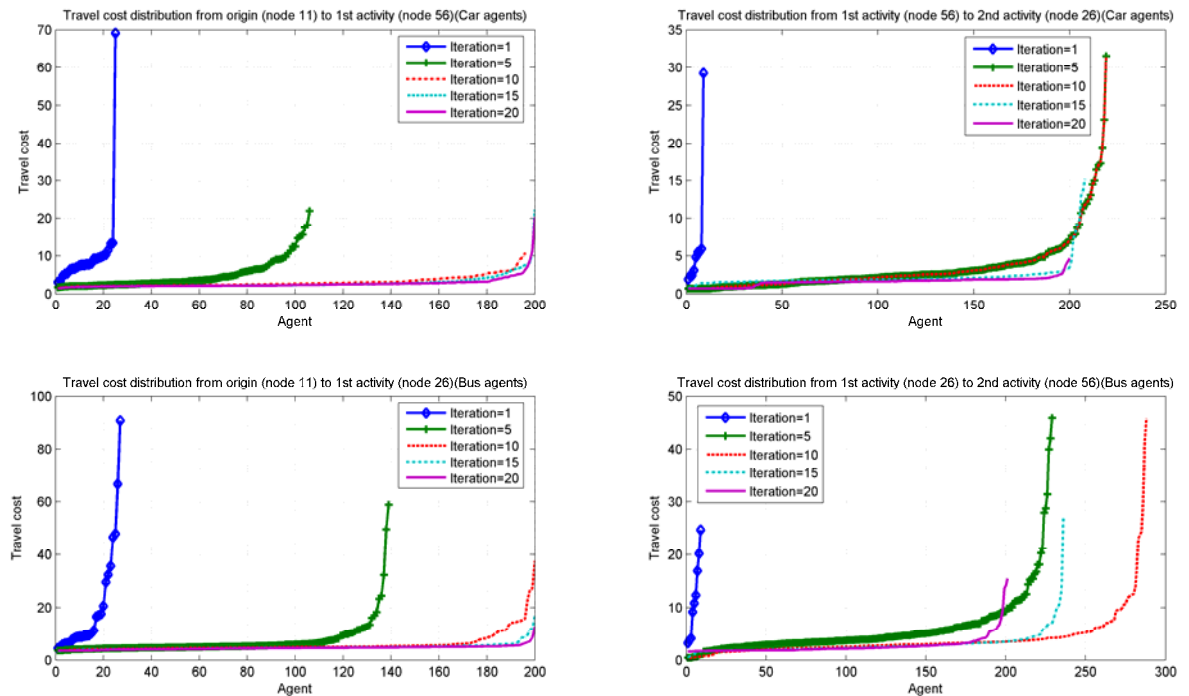 Travel cost distribution from origin (node 11) to 1st activity (node 56)(Car agents)
70
60
50
40
30
20
10
0
Travel cost
Iteration=1
Iteration=5
Iteration=10
Iteration=15
Iteration=20
0 20 40 60 80 100 120 140 160 180 200
Agent
Travel cost distribution from 1st activity (node 56) to 2nd activity (node 26)(Car agents)
35
30
25
20
15
10
5
0
Travel cost
Iteration=1
Iteration=5
Iteration=10
Iteration=15
Iteration=20
0 50 100 150 200 250
Agent
Travel cost distribution from origin (node 11) to 1st activity (node 26)(Bus agents)
100
80
60
40
20
0
Travel cost
Iteration=1
Iteration=5
Iteration=10
Iteration=15
Iteration=20
0 20 40 60 80 100 120 140 160 180 200
Agent
Travel cost distribution from 1st activity (node 26) to 2nd activity (node 56)(Bus agents)
50
40
30
20
10
0
Travel cost
Iteration=1
Iteration=5
Iteration=10
Iteration=15
Iteration=20
0 50 100 150 200 250 300
Agent